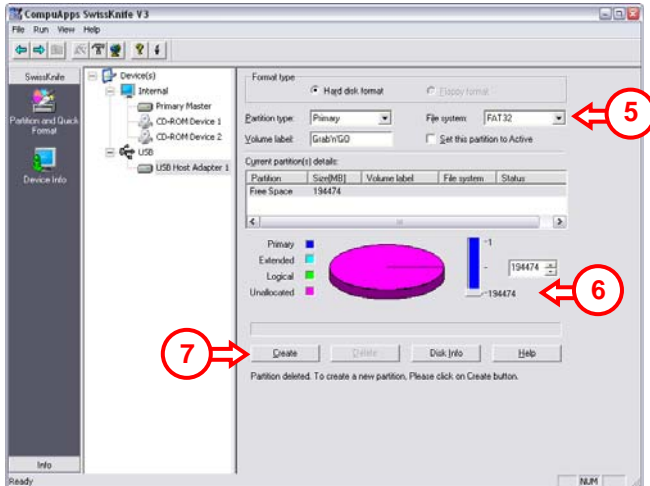 CompuApps SwissKnife V3
File Run View Help
SwissKnife
Partition and Quick Format
Device Info
Info
Device(s)
Internal
Primary Master
CD-ROM Device 1
CD-ROM Device 2
USB
USB Host Adapter 1
Format type
Hard disk format
Floppy format
Partition type: Primary
File system: FAT32
5
Volume label: Grab'n'GO
Set this partition to Active
Current partition(s) details:
Partition Size[MB] Volume label File system Status
Free Space 194474
Primary
Extended
Logical
Unallocated
1
194474
194474
6
7
Create Delete Disk Info Help
Partition deleted. To create a new partition, Please click on Create button.
Ready NUM